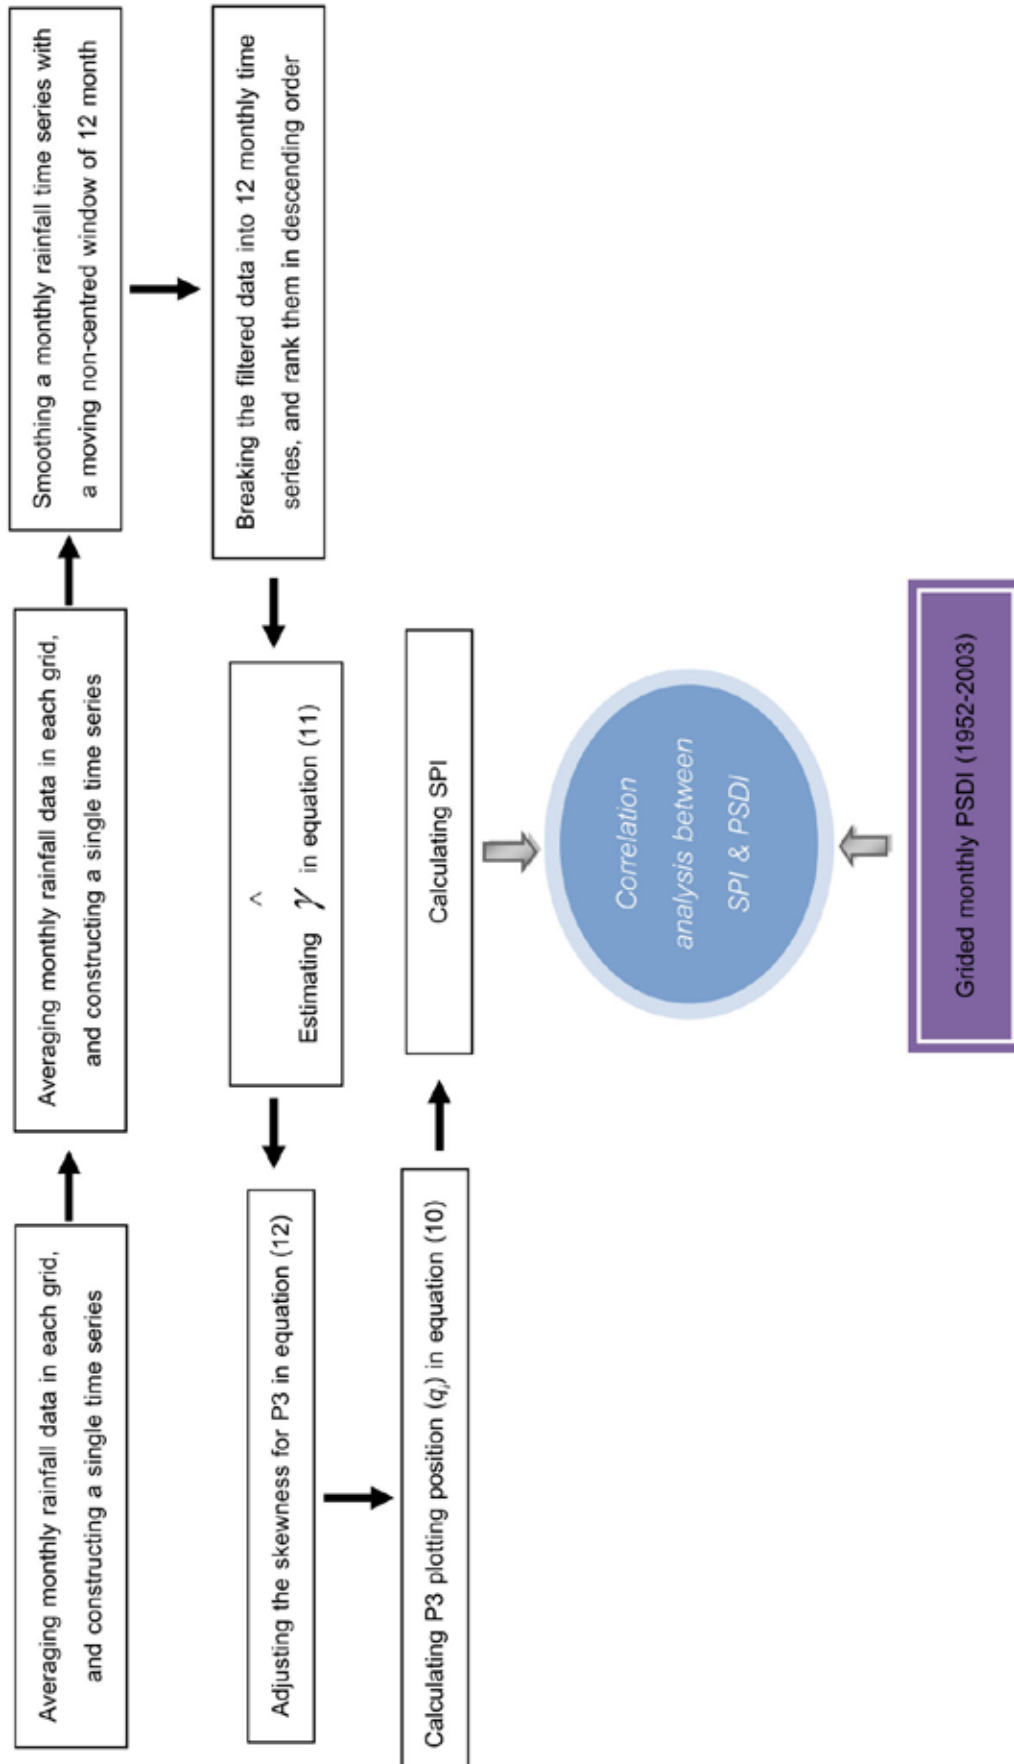 Averaging monthly rainfall data in each grid,
and constructing a single time series
Averaging monthly rainfall data in each grid,
and constructing a single time series
Smoothing a monthly rainfall time series with
a moving non-centred window of 12 month
Breaking the filtered data into 12 monthly time
series, and rank them in descending order
Estimating γ̂ in equation (11)
Adjusting the skewness for P3 in equation (12)
Calculating P3 plotting position (qᵢ) in equation (10)
Calculating SPI
Correlation
analysis between
SPI & PSDI
Grided monthly PSDI (1952-2003)